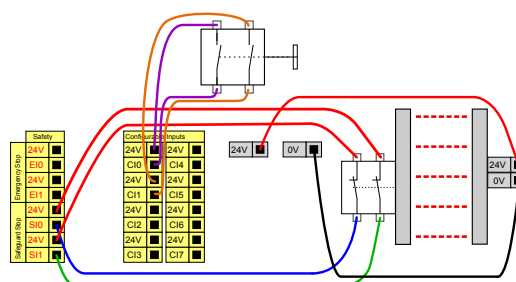 Safety
Emergency Stop
24V
EI0
24V
EI1
Safeguard Stop
24V
SI0
24V
SI1
Configurable Inputs
24V 24V
CI0 CI4
24V 24V
CI1 CI5
24V 24V
CI2 CI6
24V 24V
CI3 CI7
24V
0V
24V
0V